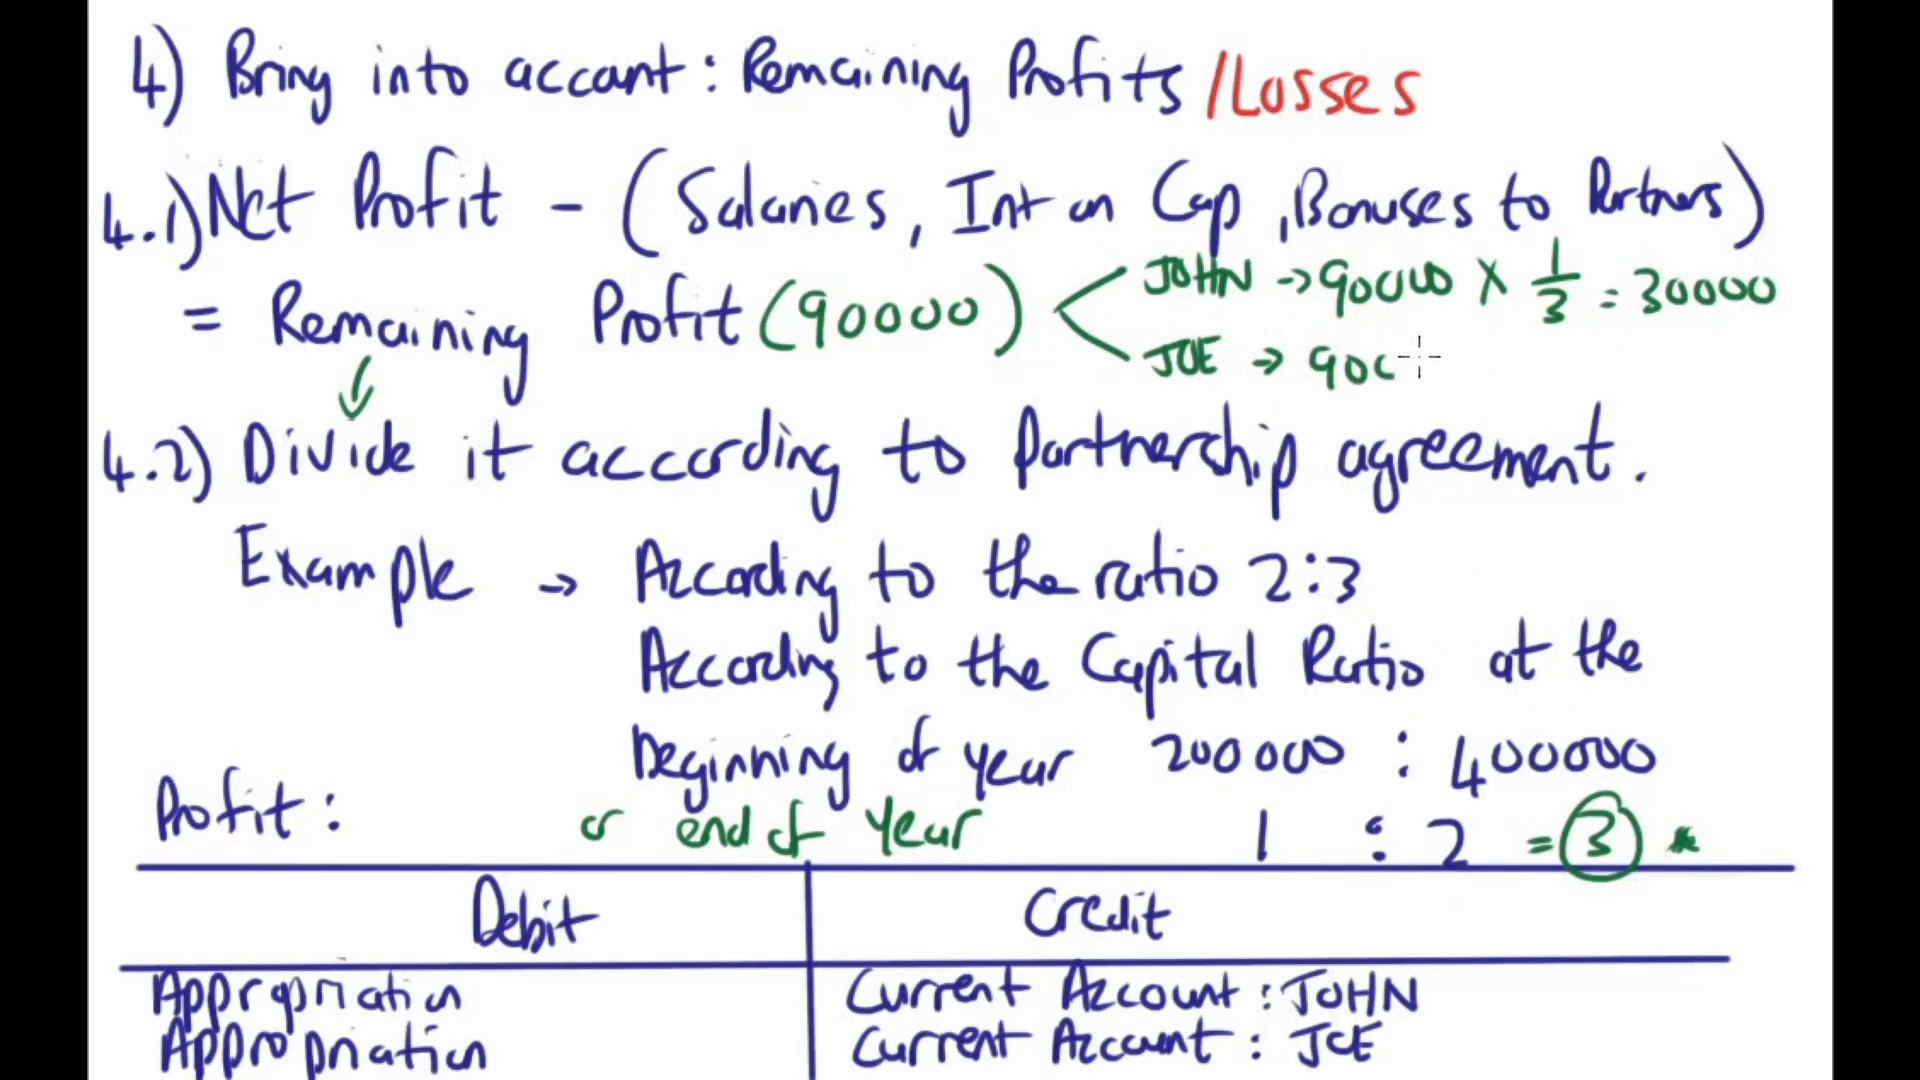 4) Bring into account: Remaining Profits /Losses
4.1) Net Profit - (Salaries, Int on Cap, Bonuses to Partners)
= Remaining Profit (90000)
JOHN → 90000 × 1/3 = 30000
JOE → 900
4.2) Divide it according to Partnership agreement.
Example → According to the ratio 2:3
According to the Capital Ratio at the
Beginning of year 200000 : 400000
or end of year 1 : 2 = 3 *
Profit:
Debit Credit
Appropriation Current Account: JOHN
Appropriation Current Account: JOE